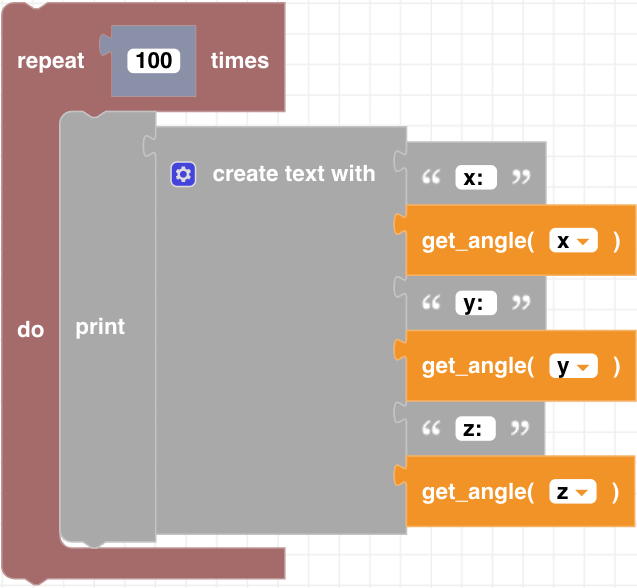 repeat 100 times
create text with
“ x: ”
get_angle( x )
“ y: ”
do print
get_angle( y )
“ z: ”
get_angle( z )